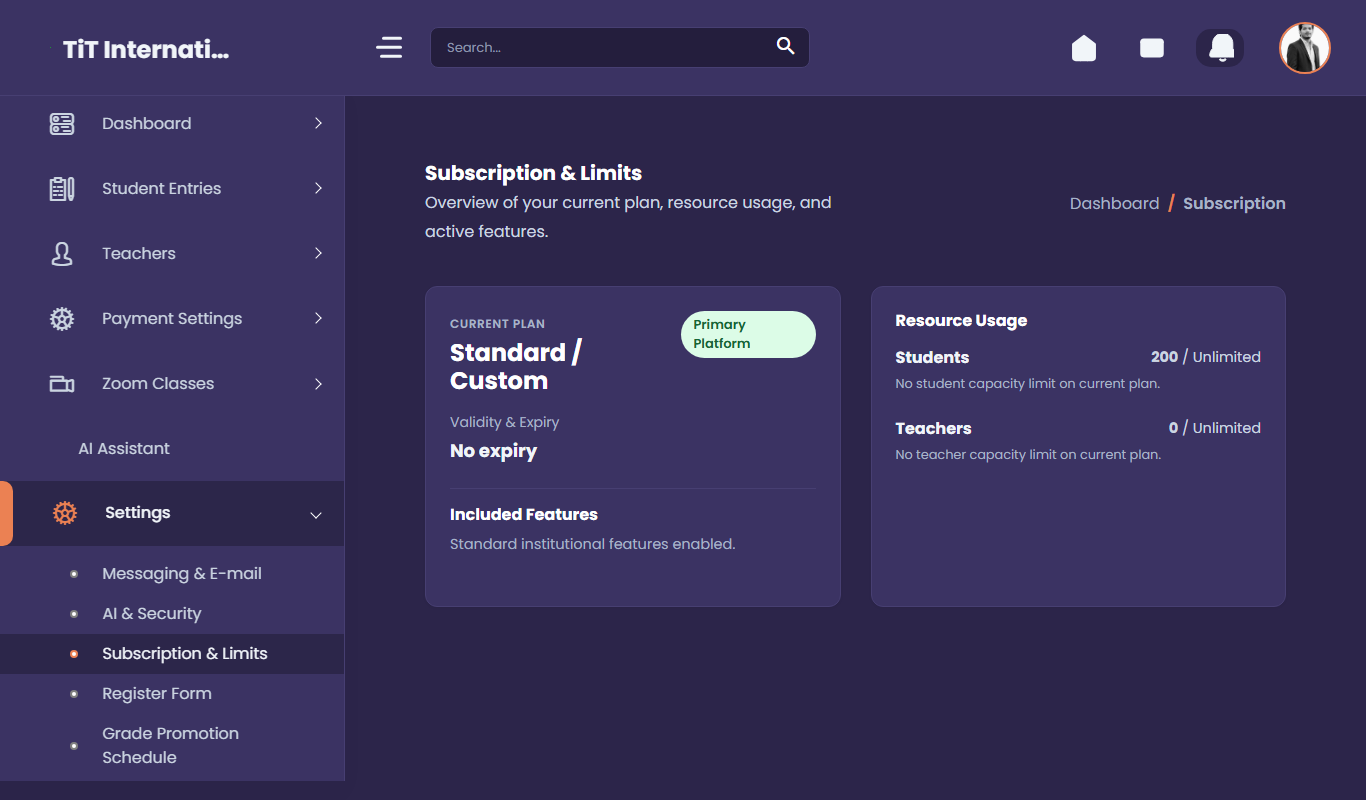 TiT Internati...
Search...
Dashboard
Student Entries
Teachers
Payment Settings
Zoom Classes
AI Assistant
Settings
Messaging & E-mail
AI & Security
Subscription & Limits
Register Form
Grade Promotion
Schedule
Subscription & Limits
Overview of your current plan, resource usage, and
active features.
Dashboard / Subscription
CURRENT PLAN
Standard /
Custom
Primary
Platform
Validity & Expiry
No expiry
Included Features
Standard institutional features enabled.
Resource Usage
Students 200 / Unlimited
No student capacity limit on current plan.
Teachers 0 / Unlimited
No teacher capacity limit on current plan.